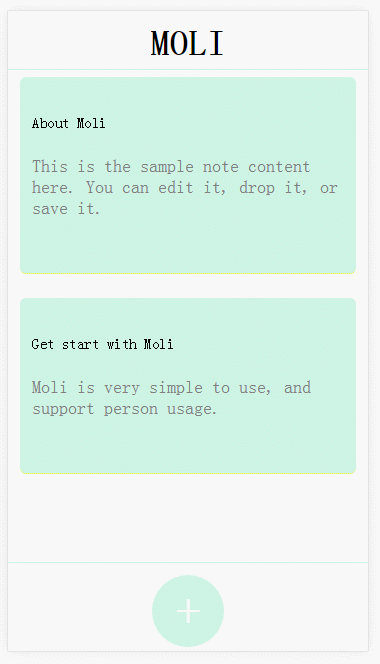 MOLI
About Moli
This is the sample note content
here. You can edit it, drop it, or
save it.
Get start with Moli
Moli is very simple to use, and
support person usage.
+